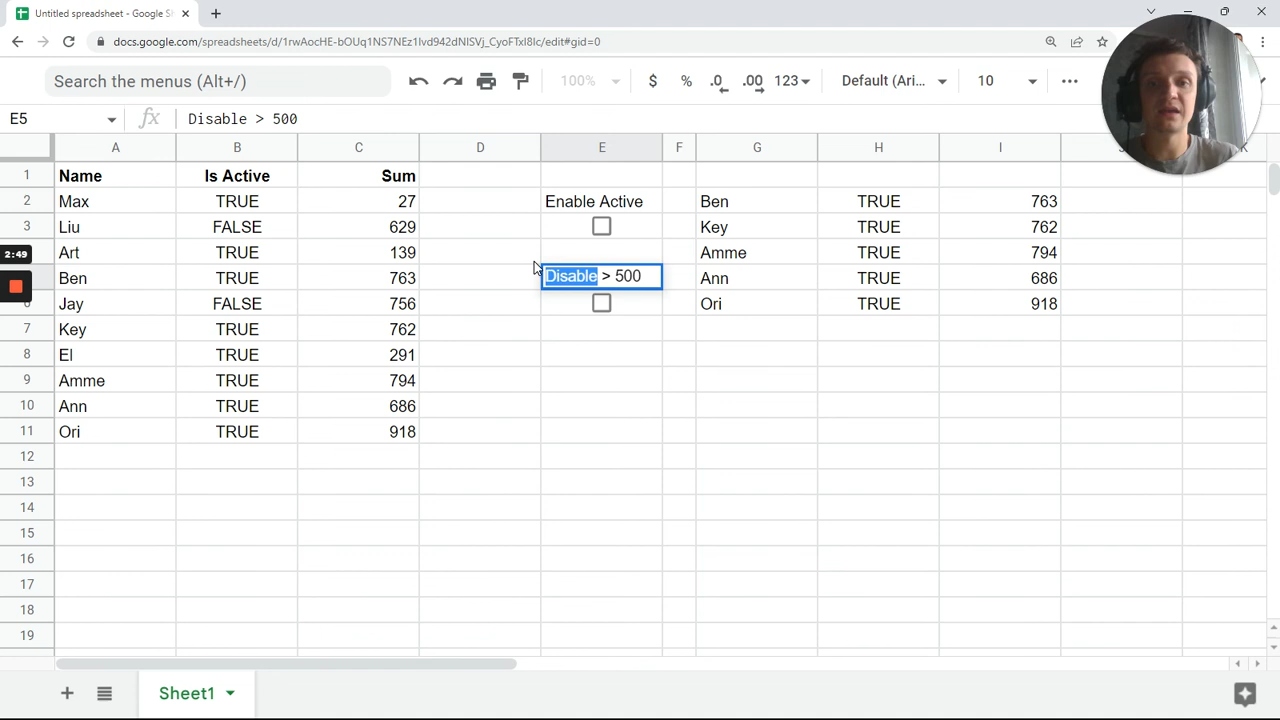 Untitled spreadsheet - Google S
docs.google.com/spreadsheets/d/1rwAocHE-bOUq1NS7NEz1lvd942dNISVj_CyoFTxI8lc/edit#gid=0
Search the menus (Alt+/)
100%
$
%
.0
.00
123
Default (Ari...
10
E5
Disable > 500
A B C D E F G H I K
1 Name Is Active Sum
2 Max TRUE 27 Enable Active Ben TRUE 763
3 Liu FALSE 629 Key TRUE 762
2:49
Art TRUE 139 Amme TRUE 794
Ben TRUE 763 Disable > 500 Ann TRUE 686
Jay FALSE 756 Ori TRUE 918
7 Key TRUE 762
8 El TRUE 291
9 Amme TRUE 794
10 Ann TRUE 686
11 Ori TRUE 918
12
13
14
15
16
17
18
19
Sheet1